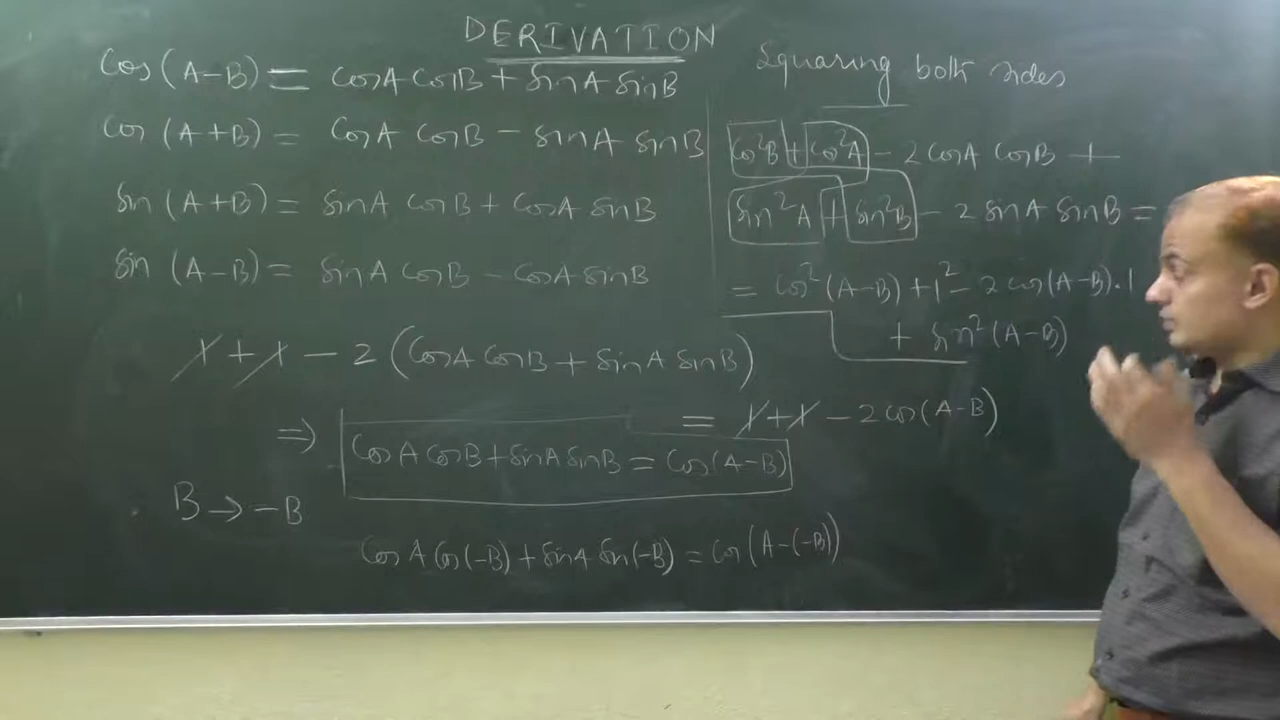 DERIVATION
Cos(A-B) = CosA CosB + SinA SinB
Cos (A+B) = CosA CosB - SinA SinB
Sin (A+B) = SinA CosB + CosA SinB
Sin (A-B) = SinA CosB - CosA SinB
1 + 1 - 2 (CosA CosB + SinA SinB)
= 1 + 1 - 2 cos(A-B)
⇒ CosA CosB + SinA SinB = Cos(A-B)
B → -B
CosA Cos(-B) + SinA Sin(-B) = Cos (A-(-B))
Squaring both sides
Cos²B + Cos²A - 2 CosA CosB +
Sin²A + Sin²B - 2 SinA SinB =
= Cos²(A-B) + 1² - 2 cos(A-B).1
+ Sin²(A-B)